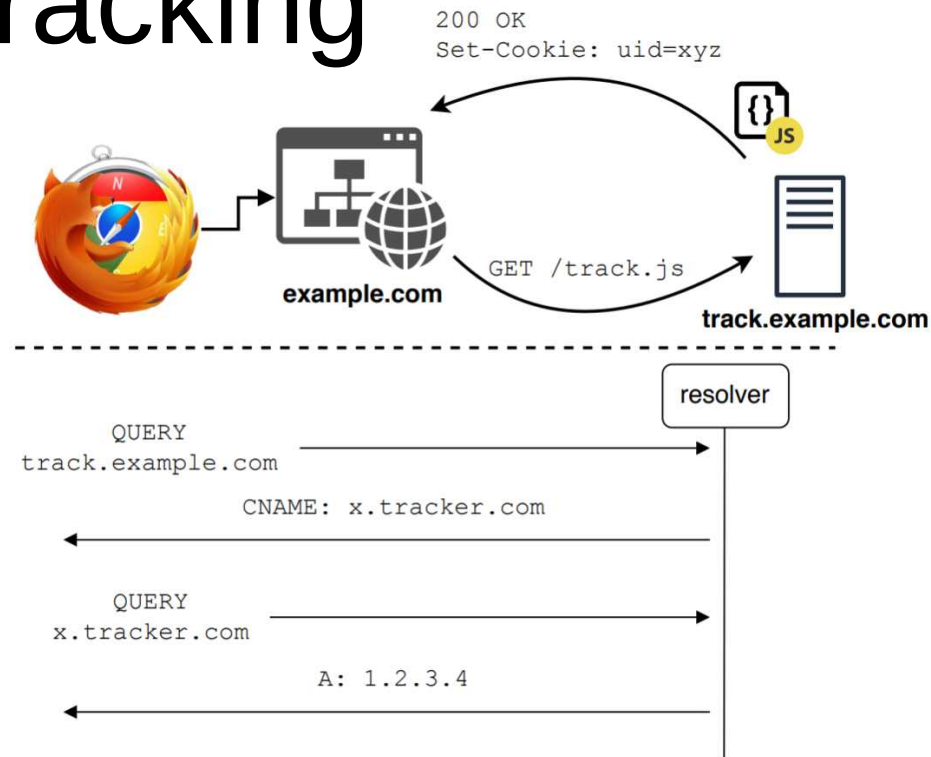 racking
200 OK
Set-Cookie: uid=xyz
{}
JS
N
example.com
GET /track.js
track.example.com
resolver
QUERY
track.example.com
CNAME: x.tracker.com
QUERY
x.tracker.com
A: 1.2.3.4